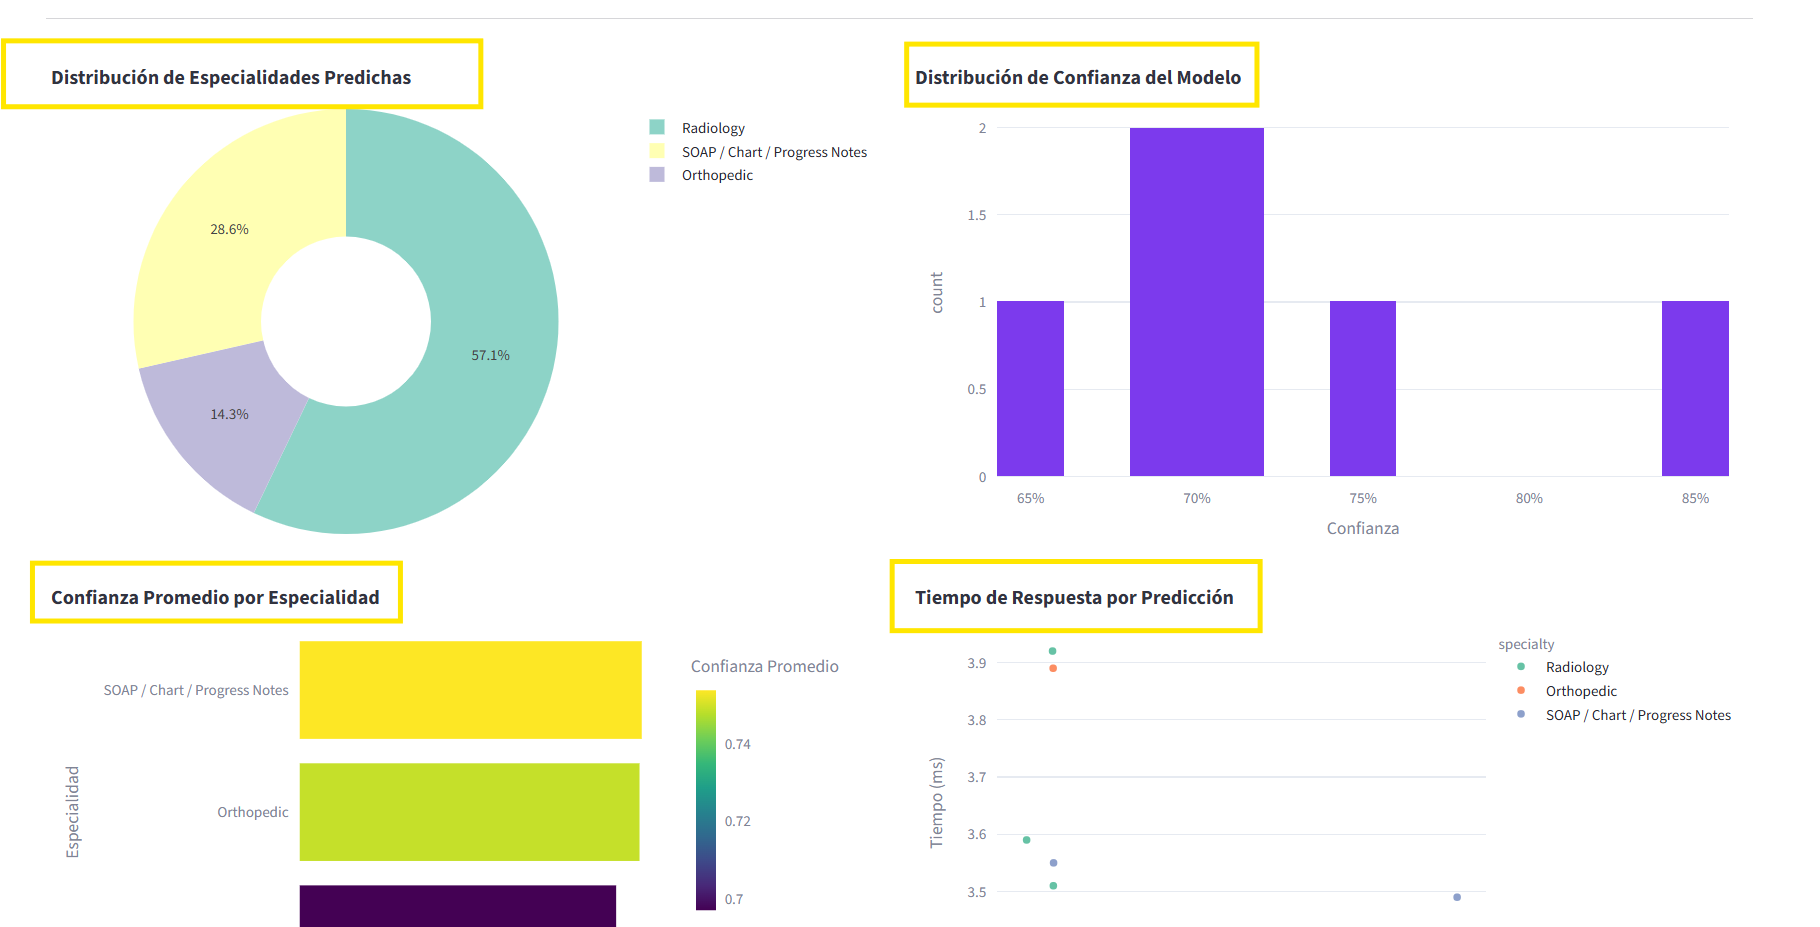 Distribución de Especialidades Predichas
Radiology
SOAP / Chart / Progress Notes
Orthopedic
28.6%
57.1%
14.3%
Distribución de Confianza del Modelo
2
1.5
1
0.5
0
count
65%
70%
75%
80%
85%
Confianza
Confianza Promedio por Especialidad
SOAP / Chart / Progress Notes
Orthopedic
Especialidad
Confianza Promedio
0.74
0.72
0.7
Tiempo de Respuesta por Predicción
3.9
3.8
3.7
3.6
3.5
Tiempo (ms)
specialty
Radiology
Orthopedic
SOAP / Chart / Progress Notes